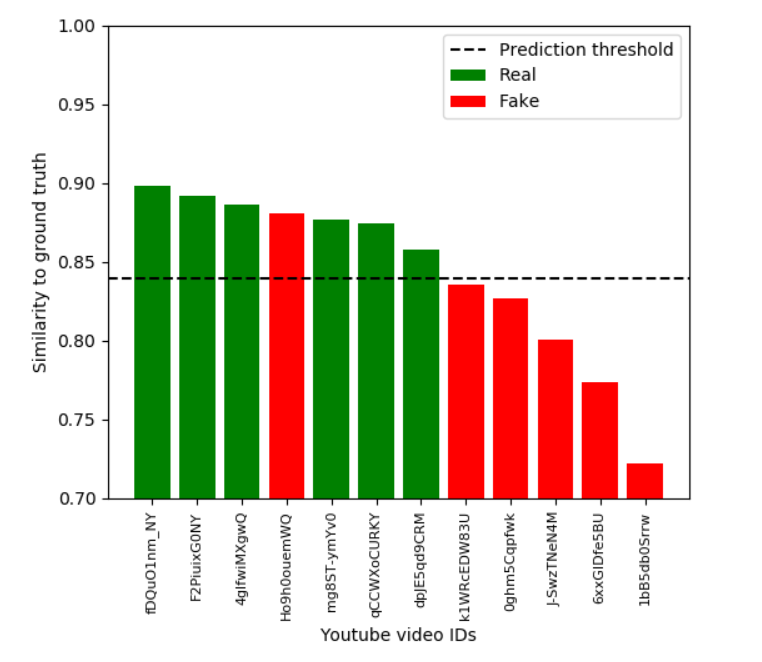 1.00
0.95
0.90
0.85
0.80
0.75
0.70
Similarity to ground truth
Prediction threshold
Real
Fake
fDQuO1nm_NY
F2PiuixG0NY
4glfwiMXgwQ
Ho9h0ouemWQ
mg8ST-ymYv0
qCCWXoCURKY
dpJE5qd9CRM
k1WRcEDW83U
0ghm5Cqpfwk
J-SwzTNeN4M
6xxGlDfe5BU
1bB5db0Srrw
Youtube video IDs